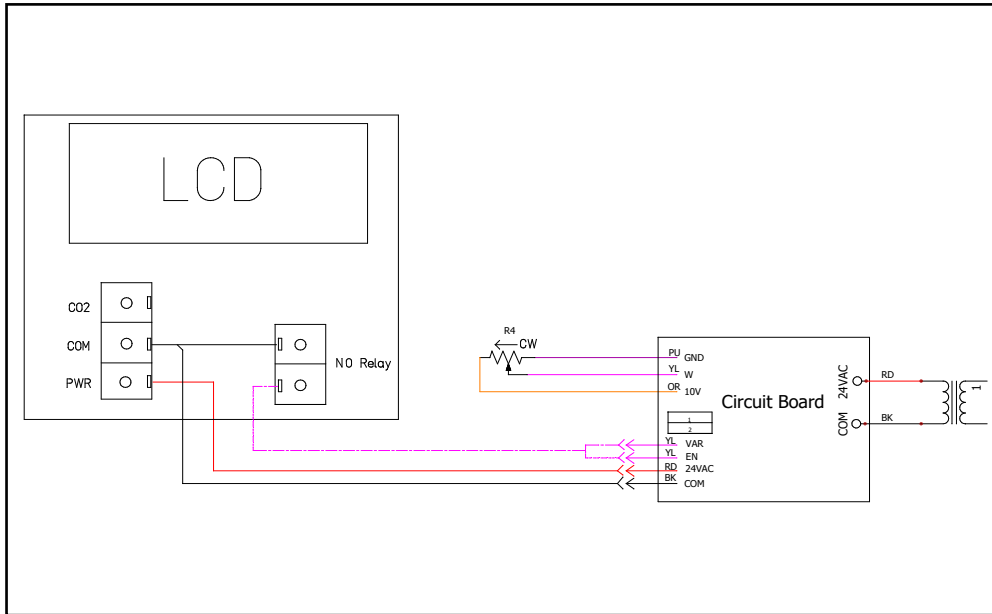 LCD
CO2
COM
NO Relay
PWR
R4
CW
PU GND
YL W
OR 10V
1
2
Circuit Board
24VAC
COM
RD
BK
1
YL VAR
YL EN
RD 24VAC
BK COM